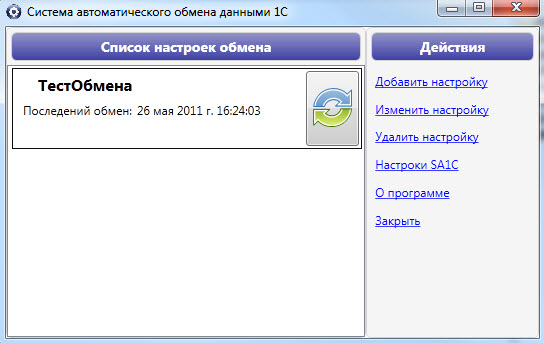 Система автоматического обмена данными 1С
Список настроек обмена
Действия
ТестОбмена
Последений обмен: 26 мая 2011 г. 16:24:03
Добавить настройку
Изменить настройку
Удалить настройку
Настроки SA1C
О программе
Закрыть